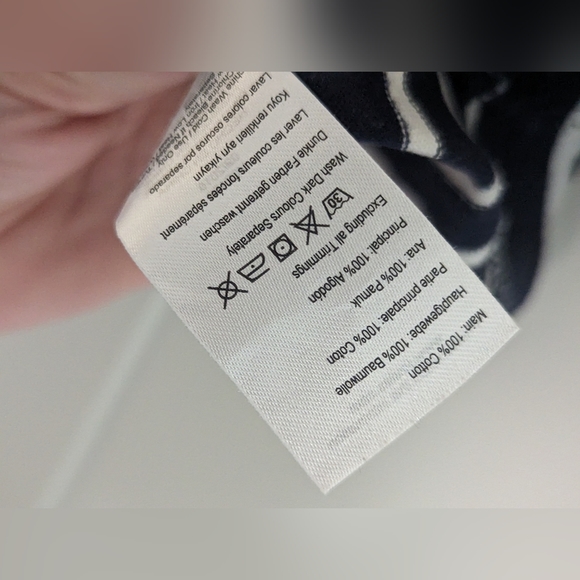 Main: 100% Cotton
Hauptgewebe: 100% Baumwolle
Partie principale: 100% Coton
Ana: 100% Pamuk
Principal: 100% Algodón
Excluding all Trimmings
30
Wash Dark Colours Separately
Dunkle Farben getrennt waschen
Laver les couleurs foncées séparément
Koyu renklileri ayrı yıkayın
Lavar colores oscuros por separado